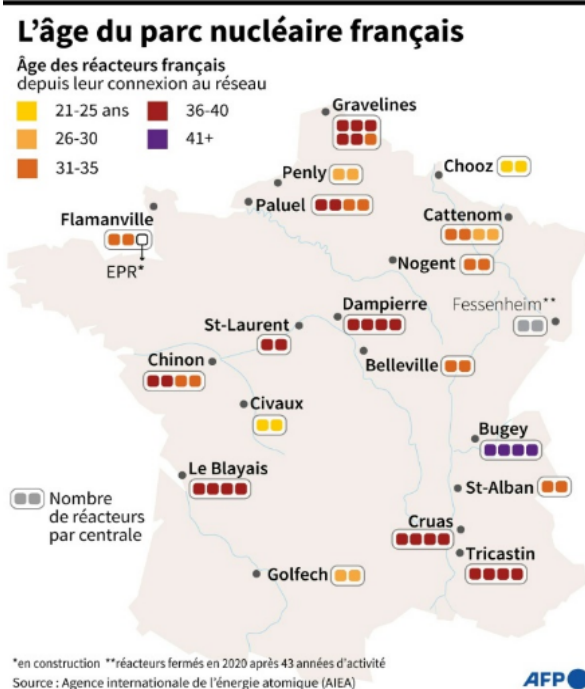 L'âge du parc nucléaire français
Âge des réacteurs français
depuis leur connexion au réseau
21-25 ans
36-40
26-30
41+
31-35
Gravelines
Penly
Chooz
Paluel
Flamanville
Cattenom
EPR*
Nogent
Dampierre
Fessenheim**
St-Laurent
Chinon
Belleville
Civaux
Bugey
Le Blayais
St-Alban
Nombre
de réacteurs
par centrale
Cruas
Tricastin
Golfech
*en construction **réacteurs fermés en 2020 après 43 années d'activité
Source : Agence internationale de l'énergie atomique (AIEA)
AFP